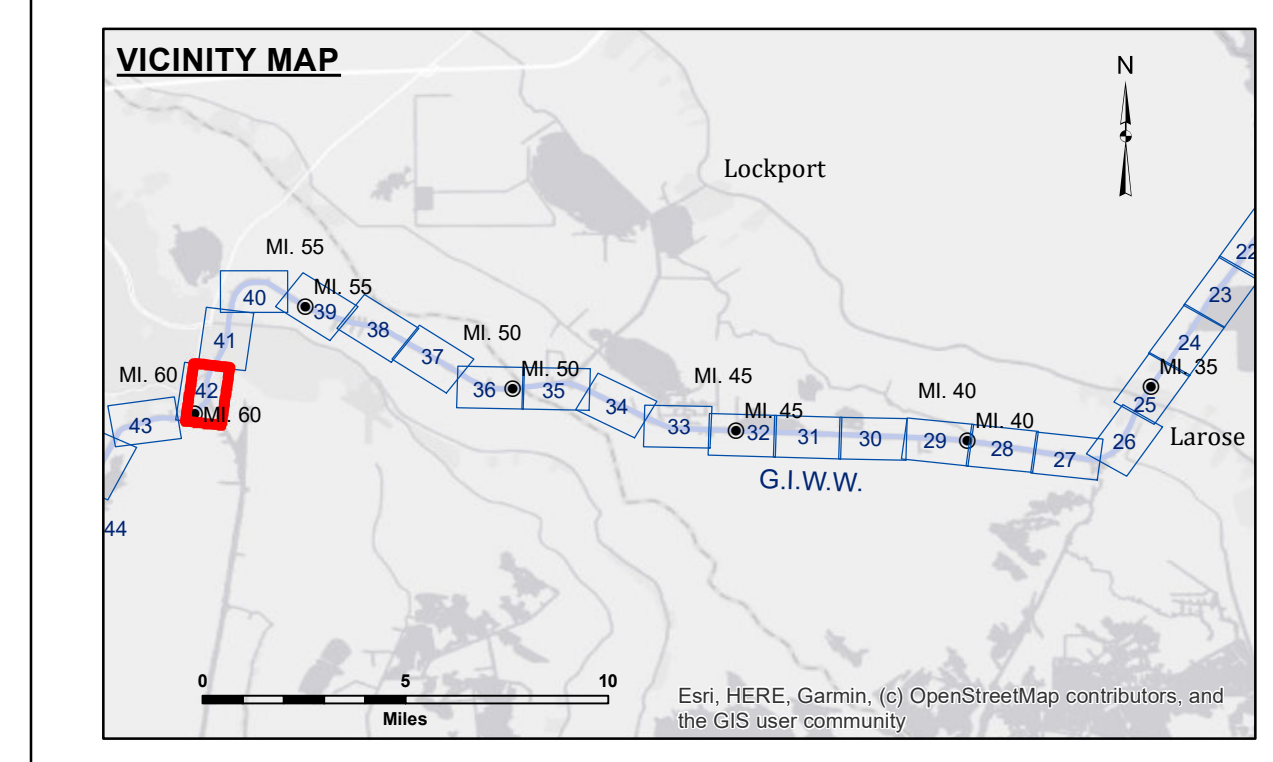 VICINITY MAP
N
Lockport
22
MI. 55
MI. 55
23
40
39
38
41
24
MI. 50
37
MI. 35
MI. 60
42
36
MI. 50
35
MI. 45
34
MI. 40
25
43
MI. 60
33
MI. 45
32
31
30
29
MI. 40
28
27
26
Larose
G.I.W.W.
44
0 5 10
Miles
Esri, HERE, Garmin, (c) OpenStreetMap contributors, and
the GIS user community